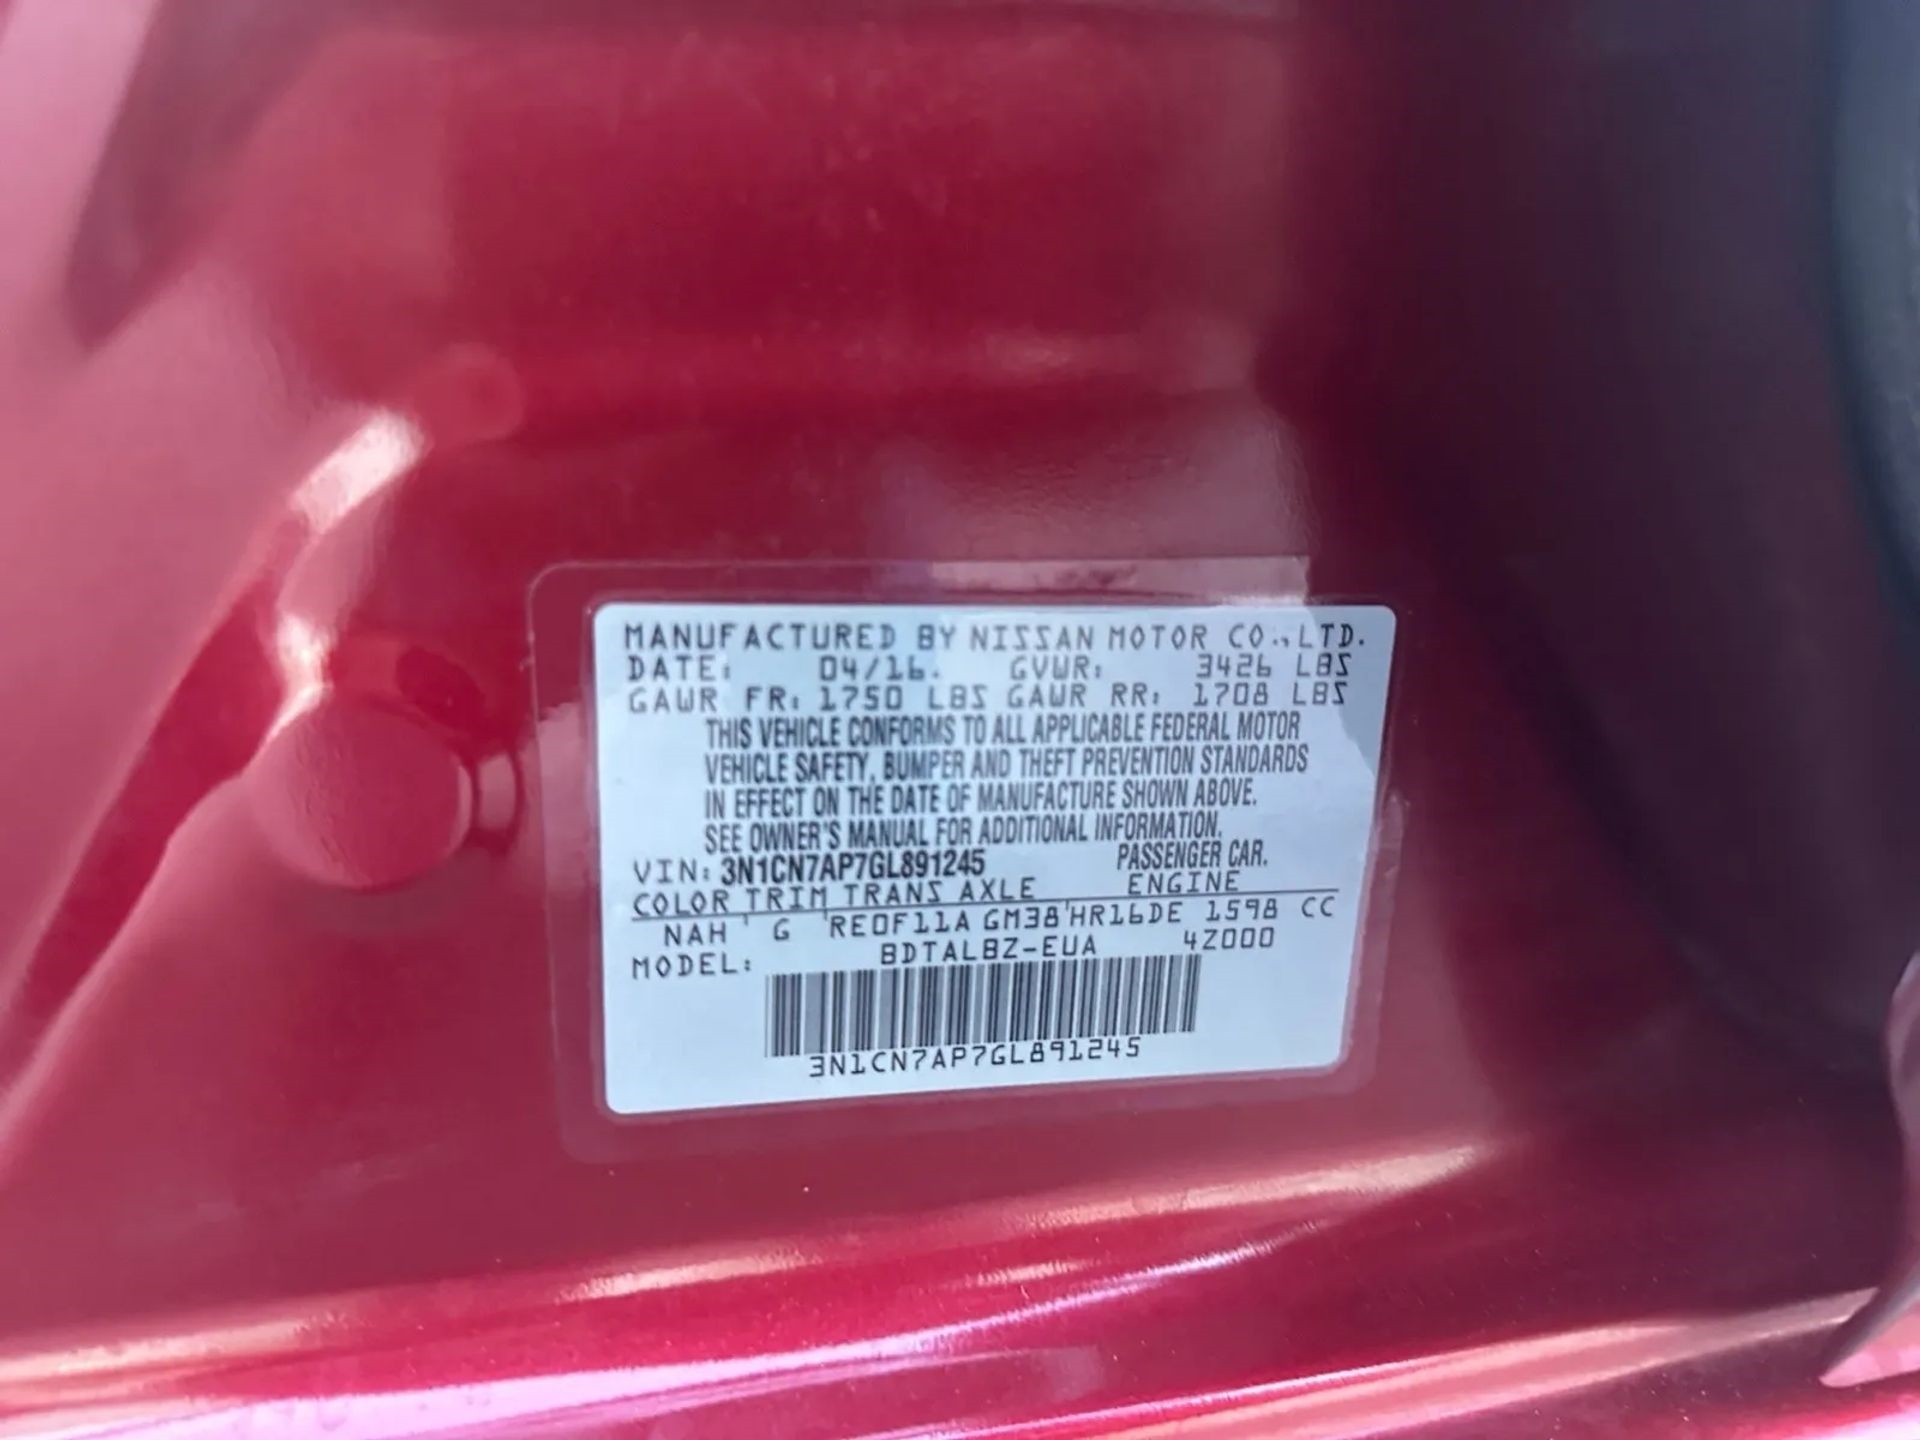 MANUFACTURED BY NISSAN MOTOR CO.,LTD.
DATE: 04/16. GVWR: 3426 LBS
GAWR FR: 1750 LBS GAWR RR: 1708 LBS
THIS VEHICLE CONFORMS TO ALL APPLICABLE FEDERAL MOTOR
VEHICLE SAFETY, BUMPER AND THEFT PREVENTION STANDARDS
IN EFFECT ON THE DATE OF MANUFACTURE SHOWN ABOVE.
SEE OWNER'S MANUAL FOR ADDITIONAL INFORMATION.
VIN: 3N1CN7AP7GL891245 PASSENGER CAR.
COLOR TRIM TRANS AXLE ENGINE
NAH' G 'RE0F11A GM38'HR16DE 1598 CC
MODEL: BDTALBZ-EUA 4Z000
3N1CN7AP7GL891245